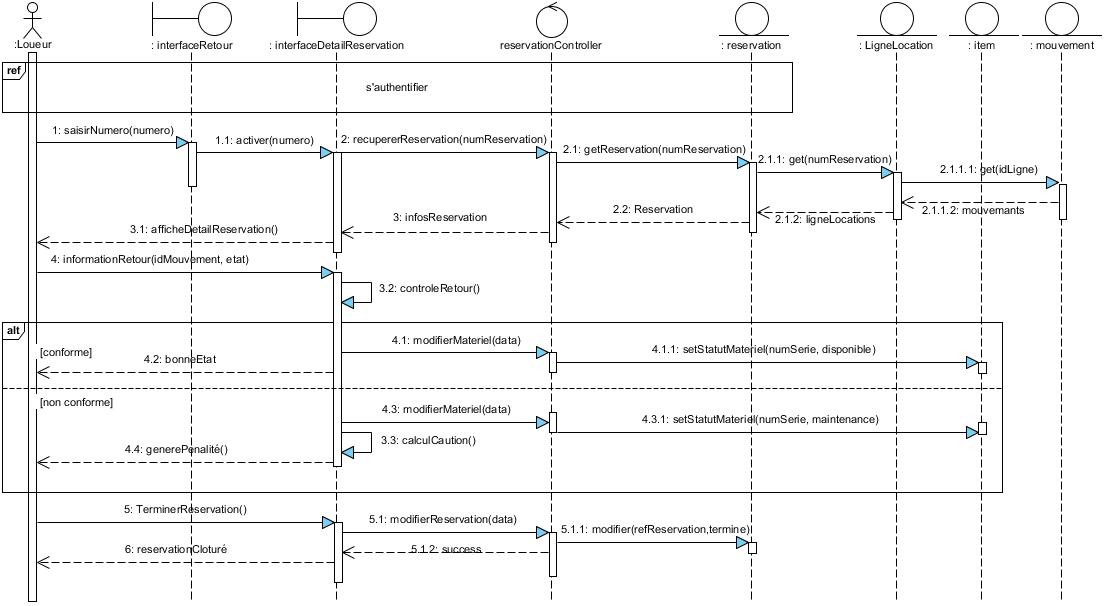 :Loueur
: interfaceRetour
: interfaceDetailReservation
reservationController
: reservation
: LigneLocation
: item
: mouvement
ref
s'authentifier
1: saisirNumero(numero)
1.1: activer(numero)
2: recupererReservation(numReservation)
2.1: getReservation(numReservation)
2.1.1: get(numReservation)
2.1.1.1: get(idLigne)
2.1.1.2: mouvemants
2.1.2: ligneLocations
2.2: Reservation
3: infosReservation
3.1: afficheDetailReservation()
4: informationRetour(idMouvement, etat)
3.2: controleRetour()
alt
[conforme]
4.1: modifierMateriel(data)
4.1.1: setStatutMateriel(numSerie, disponible)
4.2: bonneEtat
[non conforme]
4.3: modifierMateriel(data)
4.3.1: setStatutMateriel(numSerie, maintenance)
3.3: calculCaution()
4.4: generePenalité()
5: TerminerReservation()
5.1: modifierReservation(data)
5.1.1: modifier(refReservation,termine)
5.1.2: success
6: reservationCloturé